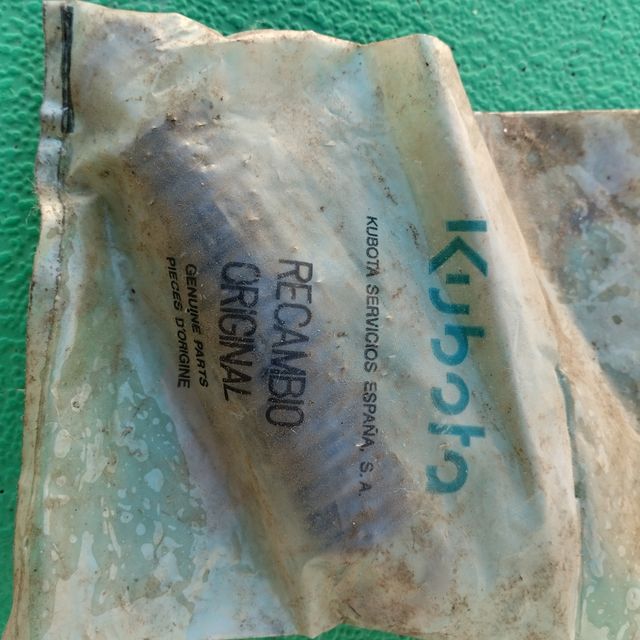 Kubota
KUBOTA SERVICIOS ESPAÑA, S.A.
RECAMBIO
ORIGINAL
GENUINE PARTS
PIECES D'ORIGINE